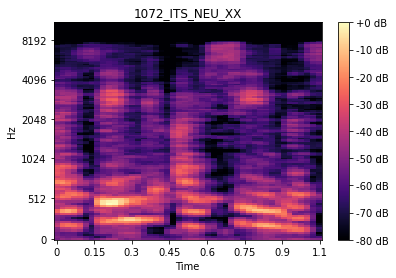 1072_ITS_NEU_XX
+0 dB
8192
-10 dB
4096
-20 dB
-30 dB
2048
Hz
-40 dB
1024
-50 dB
512
-60 dB
-70 dB
0
-80 dB
0 0.15 0.3 0.45 0.6 0.75 0.9 1.1
Time